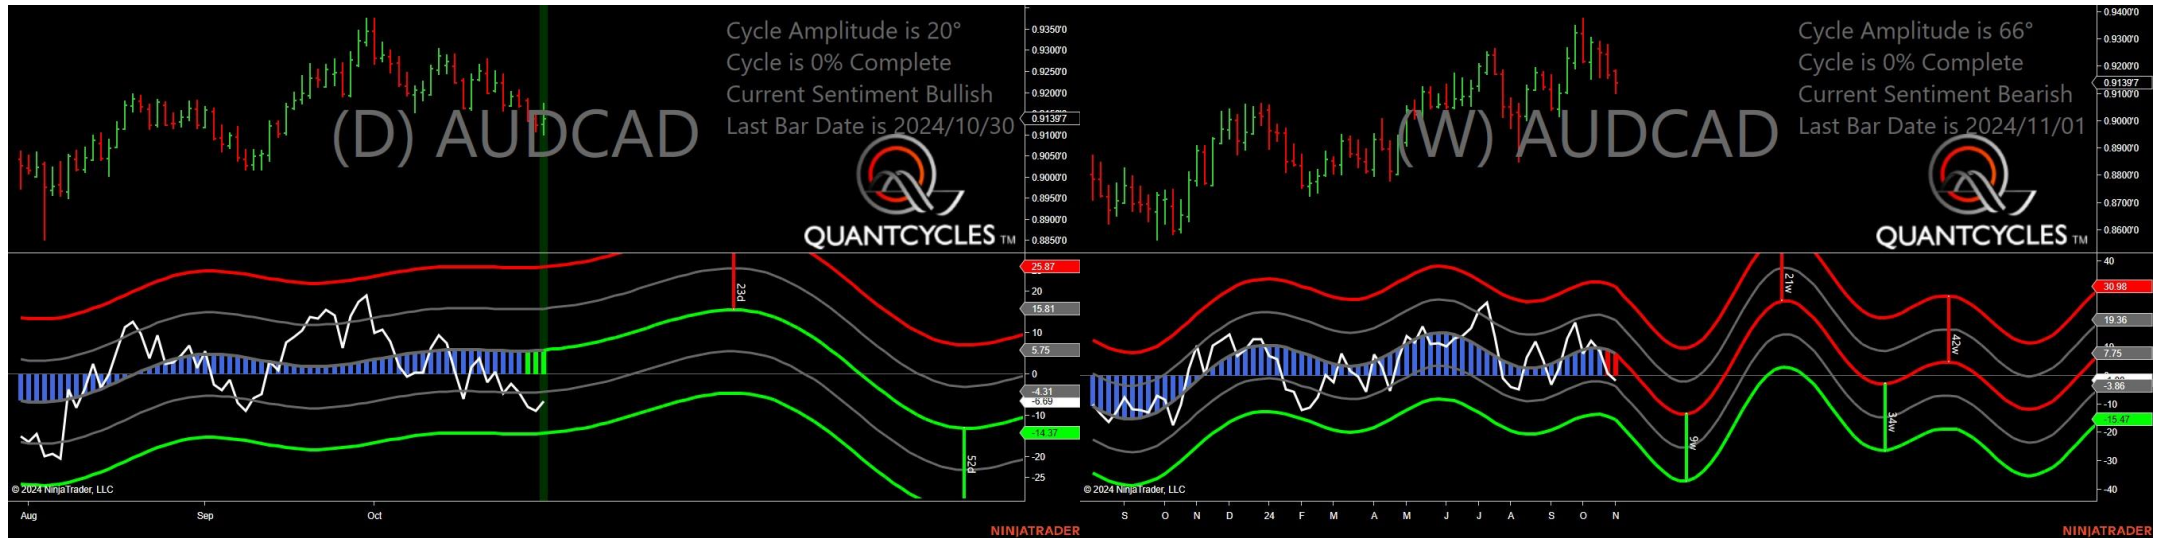 Cycle Amplitude is 20°
Cycle is 0% Complete
Current Sentiment Bullish
Last Bar Date is 2024/10/30
(D) AUDCAD
QUANTCYCLES TM
0.9350'0
0.9300'0
0.9250'0
0.9200'0
0.9150'0
0.9139'7
0.9100'0
0.9050'0
0.9000'0
0.8950'0
0.8900'0
0.8850'0
25.87
20
15.81
10
5.75
0
-4.31
-6.69
-10
-14.37
-20
-25
23d
52d
© 2024 NinjaTrader, LLC
Aug
Sep
Oct
NINJATRADER
Cycle Amplitude is 66°
Cycle is 0% Complete
Current Sentiment Bearish
Last Bar Date is 2024/11/01
(W) AUDCAD
QUANTCYCLES TM
0.9400'0
0.9300'0
0.9200'0
0.9139'7
0.9100'0
0.9000'0
0.8900'0
0.8800'0
0.8700'0
0.8600'0
40
30.98
19.36
7.75
-3.86
-10
-15.47
-20
-30
-40
21w
42w
9w
34w
© 2024 NinjaTrader, LLC
S O N D 24 F M A M J J A S O N
NINJATRADER